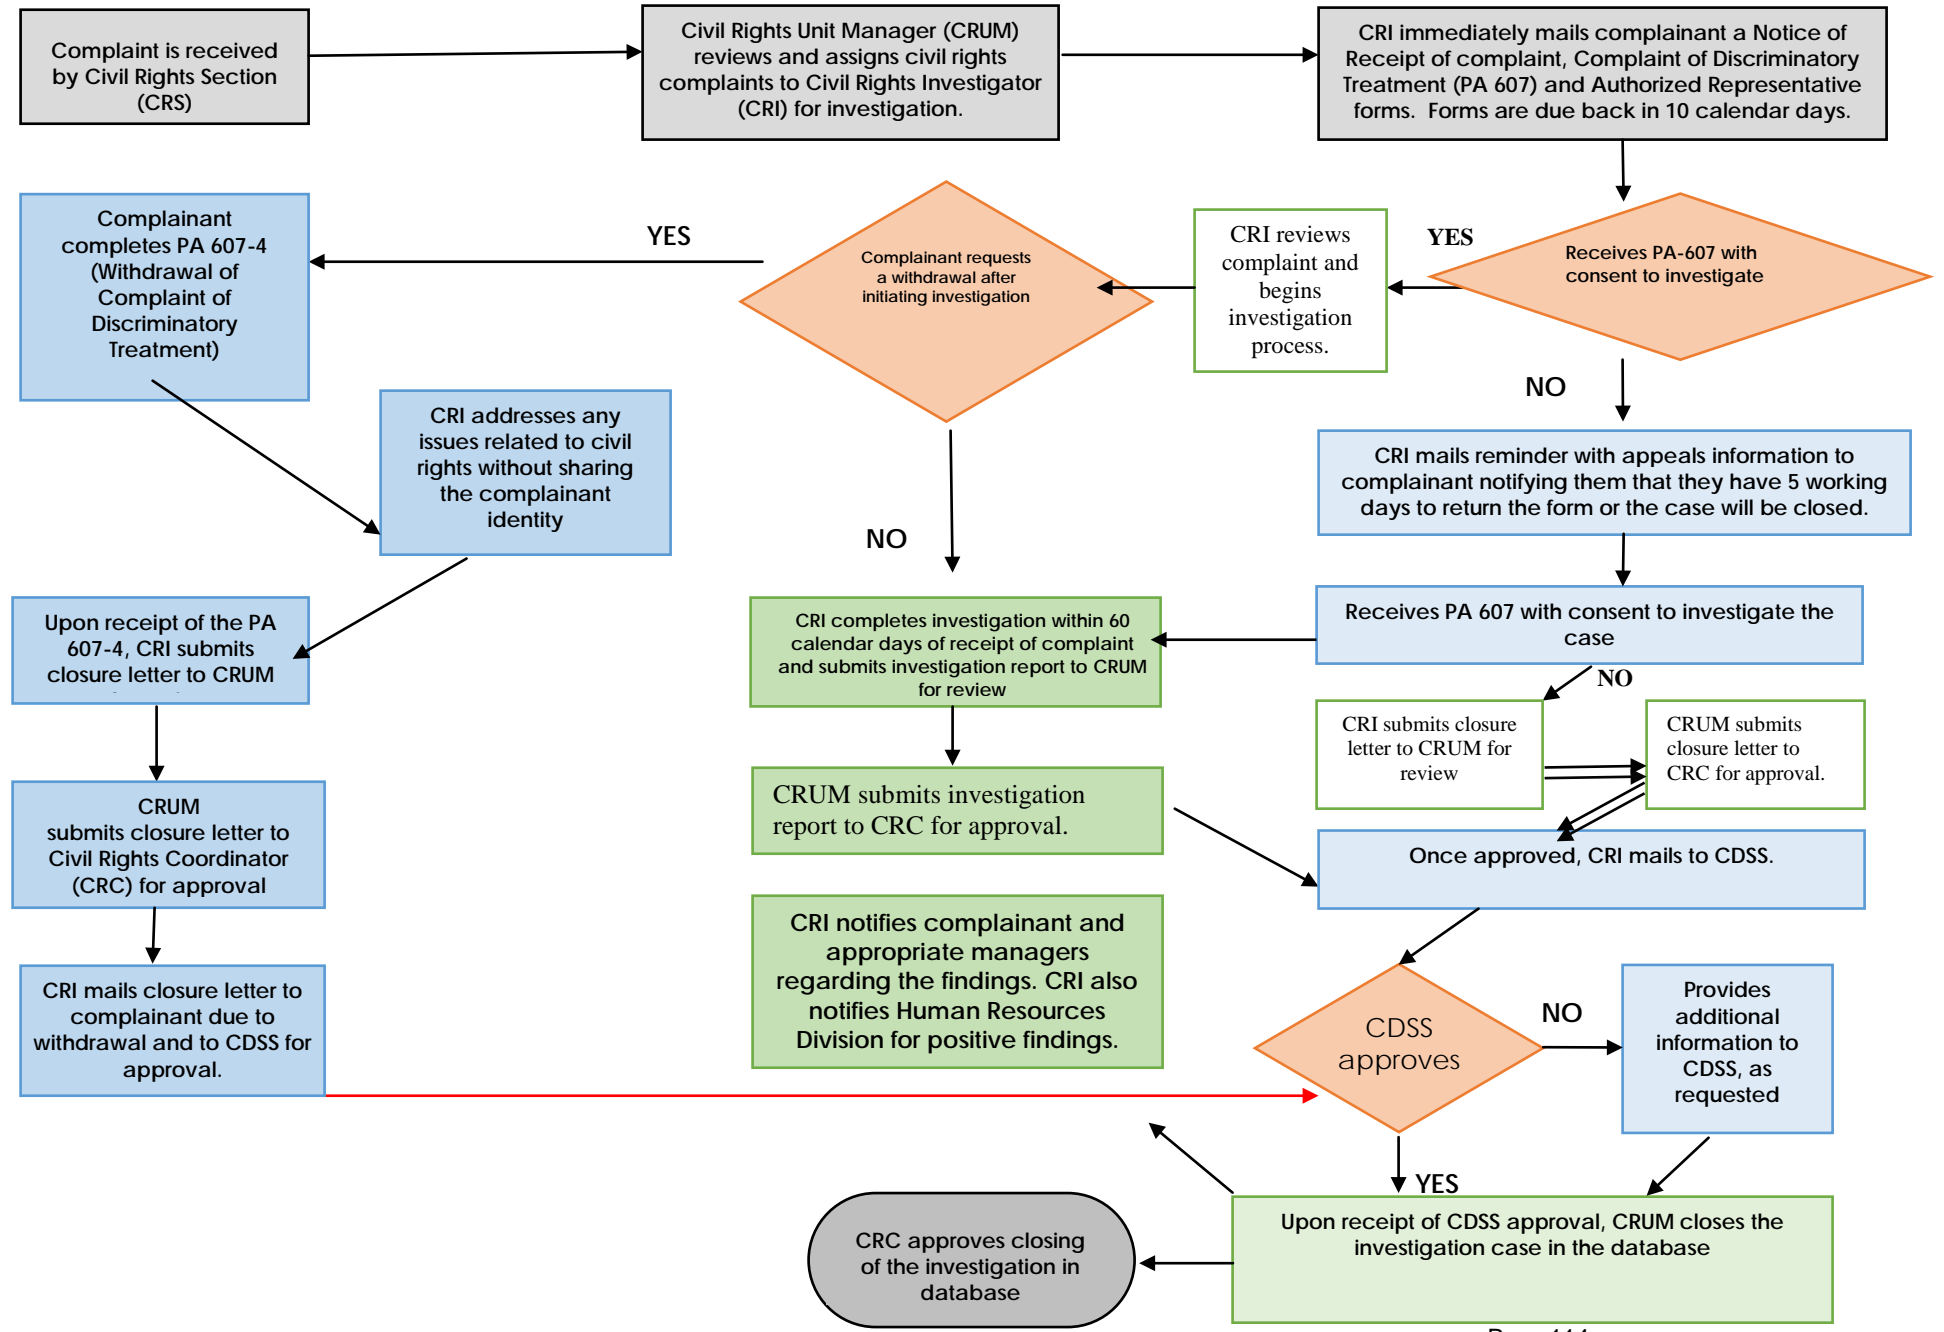 Complaint is received
by Civil Rights Section
(CRS)
Civil Rights Unit Manager (CRUM)
reviews and assigns civil rights
complaints to Civil Rights Investigator
(CRI) for investigation.
CRI immediately mails complainant a Notice of
Receipt of complaint, Complaint of Discriminatory
Treatment (PA 607) and Authorized Representative
forms.  Forms are due back in 10 calendar days.
Complainant
completes PA 607-4
(Withdrawal of
Complaint of
Discriminatory
Treatment)
YES
Complainant requests
a withdrawal after
initiating investigation
CRI reviews
complaint and
begins
investigation
process.
YES
Receives PA-607 with
consent to investigate
NO
CRI addresses any
issues related to civil
rights without sharing
the complainant
identity
NO
CRI mails reminder with appeals information to
complainant notifying them that they have 5 working
days to return the form or the case will be closed.
Upon receipt of the PA
607-4, CRI submits
closure letter to CRUM
CRI completes investigation within 60
calendar days of receipt of complaint
and submits investigation report to CRUM
for review
Receives PA 607 with consent to investigate the
case
NO
CRI submits closure
letter to CRUM for
review
CRUM submits
closure letter to
CRC for approval.
CRUM
submits closure letter to
Civil Rights Coordinator
(CRC) for approval
CRUM submits investigation
report to CRC for approval.
Once approved, CRI mails to CDSS.
CRI notifies complainant and
appropriate managers
regarding the findings. CRI also
notifies Human Resources
Division for positive findings.
CRI mails closure letter to
complainant due to
withdrawal and to CDSS for
approval.
CDSS
approves
NO
Provides
additional
information to
CDSS, as
requested
YES
CRC approves closing
of the investigation in
database
Upon receipt of CDSS approval, CRUM closes the
investigation case in the database